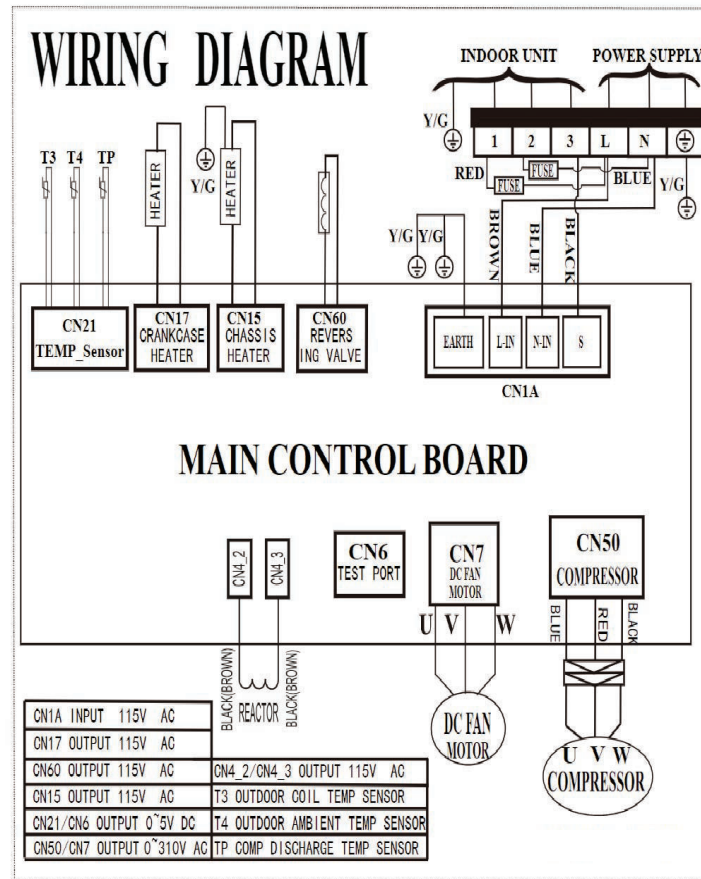 WIRING DIAGRAM
INDOOR UNIT
POWER SUPPLY
Y/G
1
2
3
L
N
RED
FUSE
FUSE
BLUE
Y/G
T3
T4
TP
HEATER
Y/G
HEATER
Y/G
Y/G
BROWN
BLUE
BLACK
CN21
TEMP_Sensor
CN17
CRANKCASE
HEATER
CN15
CHASSIS
HEATER
CN60
REVERS
ING VALVE
EARTH
L-IN
N-IN
S
CN1A
MAIN CONTROL BOARD
CN4_2
CN4_3
CN6
TEST PORT
CN7
DC FAN
MOTOR
CN50
COMPRESSOR
U
V
W
BLUE
RED
BLACK
BLACK(BROWN)
REACTOR
BLACK(BROWN)
DC FAN
MOTOR
U V W
COMPRESSOR
CN1A INPUT 115V AC
CN17 OUTPUT 115V AC
CN60 OUTPUT 115V AC
CN4_2/CN4_3 OUTPUT 115V AC
CN15 OUTPUT 115V AC
T3 OUTDOOR COIL TEMP SENSOR
CN21/CN6 OUTPUT 0~5V DC
T4 OUTDOOR AMBIENT TEMP SENSOR
CN50/CN7 OUTPUT 0~310V AC
TP COMP DISCHARGE TEMP SENSOR